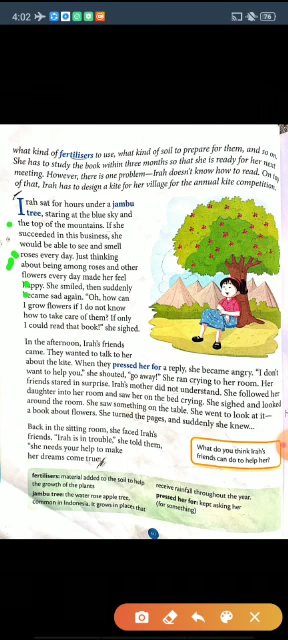 4:02
76
what kind of fertilisers to use, what kind of soil to prepare for them, and so on.
She has to study the book within three months so that she is ready for her next
meeting. However, there is one problem—Irah doesn't know how to read. On top
of that, Irah has to design a kite for her village for the annual kite competition.
Irah sat for hours under a jambu
tree, staring at the blue sky and
the top of the mountains. If she
succeeded in this business, she
would be able to see and smell
roses every day. Just thinking
about being among roses and other
flowers every day made her feel
happy. She smiled, then suddenly
became sad again. "Oh, how can
I grow flowers if I do not know
how to take care of them? If only
I could read that book!" she sighed.
In the afternoon, Irah's friends
came. They wanted to talk to her
about the kite. When they pressed her for a reply, she became angry. "I don't
want to help you," she shouted, "go away!" She ran crying to her room. Her
friends stared in surprise. Irah's mother did not understand. She followed her
daughter into her room and saw her on the bed crying. She sighed and looked
around the room. She saw something on the table. She went to look at it—
a book about flowers. She turned the pages, and suddenly she knew...
Back in the sitting room, she faced Irah's
friends. "Irah is in trouble," she told them,
"she needs your help to make
her dreams come true."
What do you think Irah's
friends can do to help her?
fertilisers: material added to the soil to help
the growth of the plants
jambu tree: the water rose apple tree,
common in Indonesia. It grows in places that
receive rainfall throughout the year.
pressed her for: kept asking her
(for something)